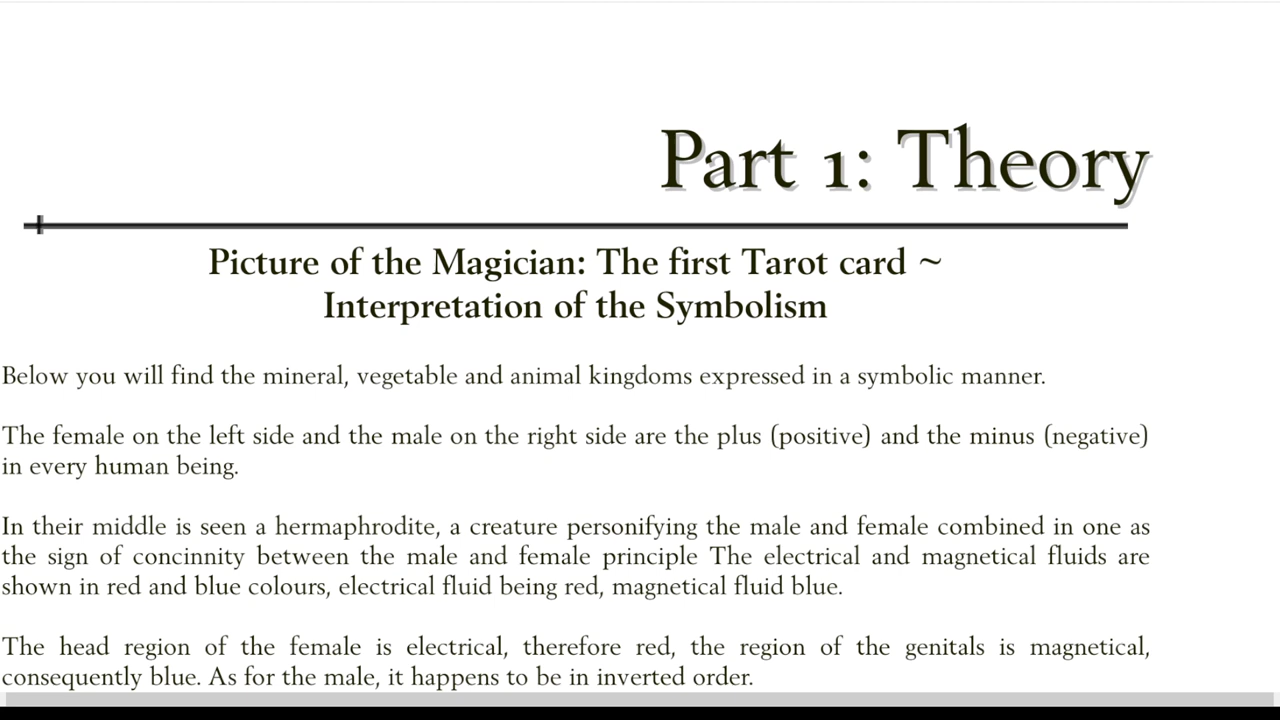 Part 1: Theory
Picture of the Magician: The first Tarot card ~
Interpretation of the Symbolism
Below you will find the mineral, vegetable and animal kingdoms expressed in a symbolic manner.
The female on the left side and the male on the right side are the plus (positive) and the minus (negative)
in every human being.
In their middle is seen a hermaphrodite, a creature personifying the male and female combined in one as
the sign of concinnity between the male and female principle The electrical and magnetical fluids are
shown in red and blue colours, electrical fluid being red, magnetical fluid blue.
The head region of the female is electrical, therefore red, the region of the genitals is magnetical,
consequently blue. As for the male, it happens to be in inverted order.